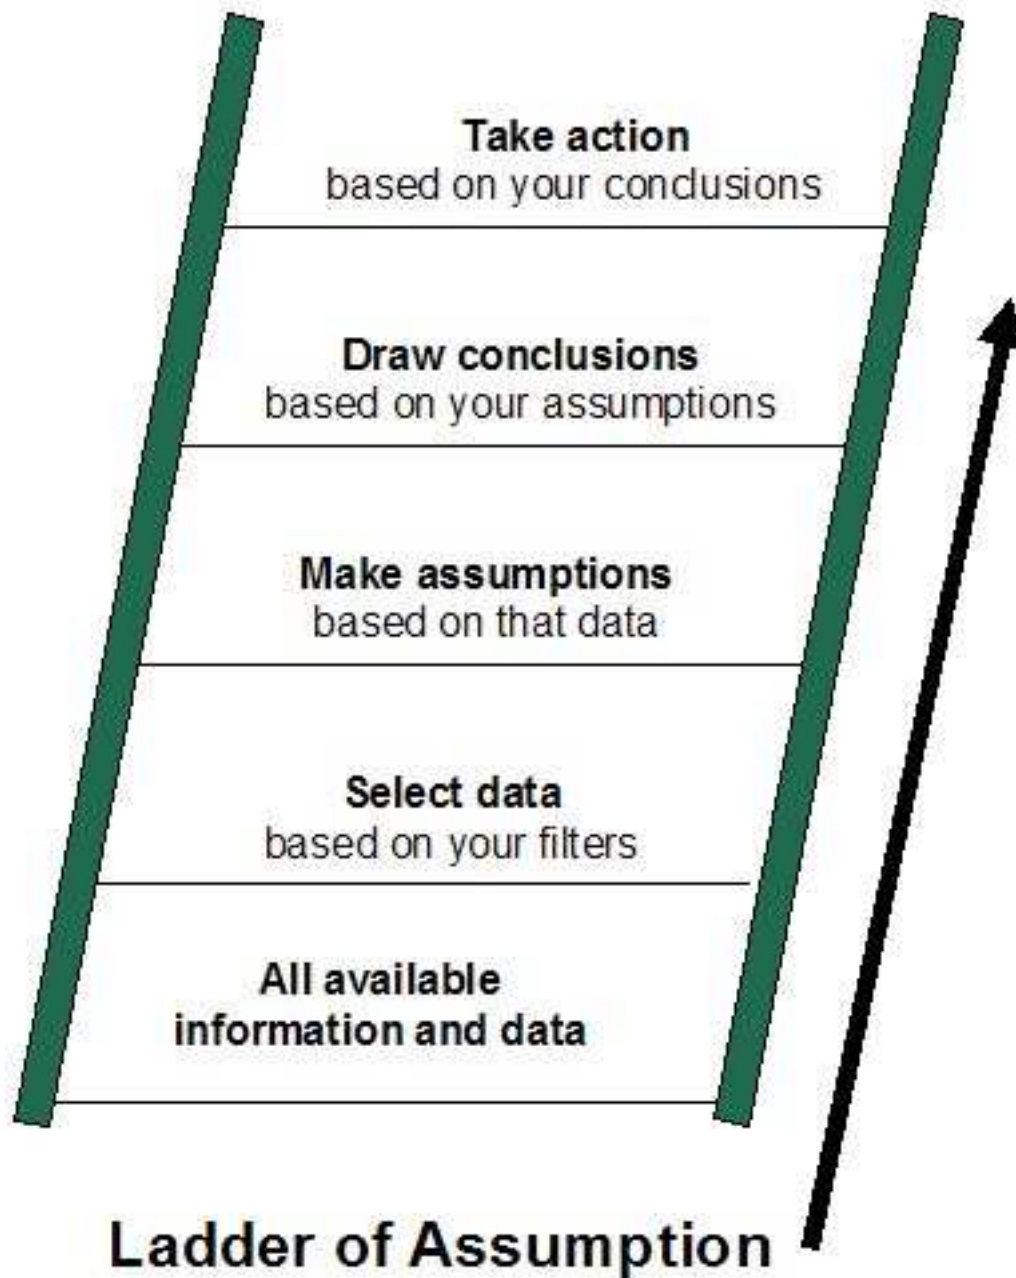 Take action
based on your conclusions
Draw conclusions
based on your assumptions
Make assumptions
based on that data
Select data
based on your filters
All available
information and data
Ladder of Assumption